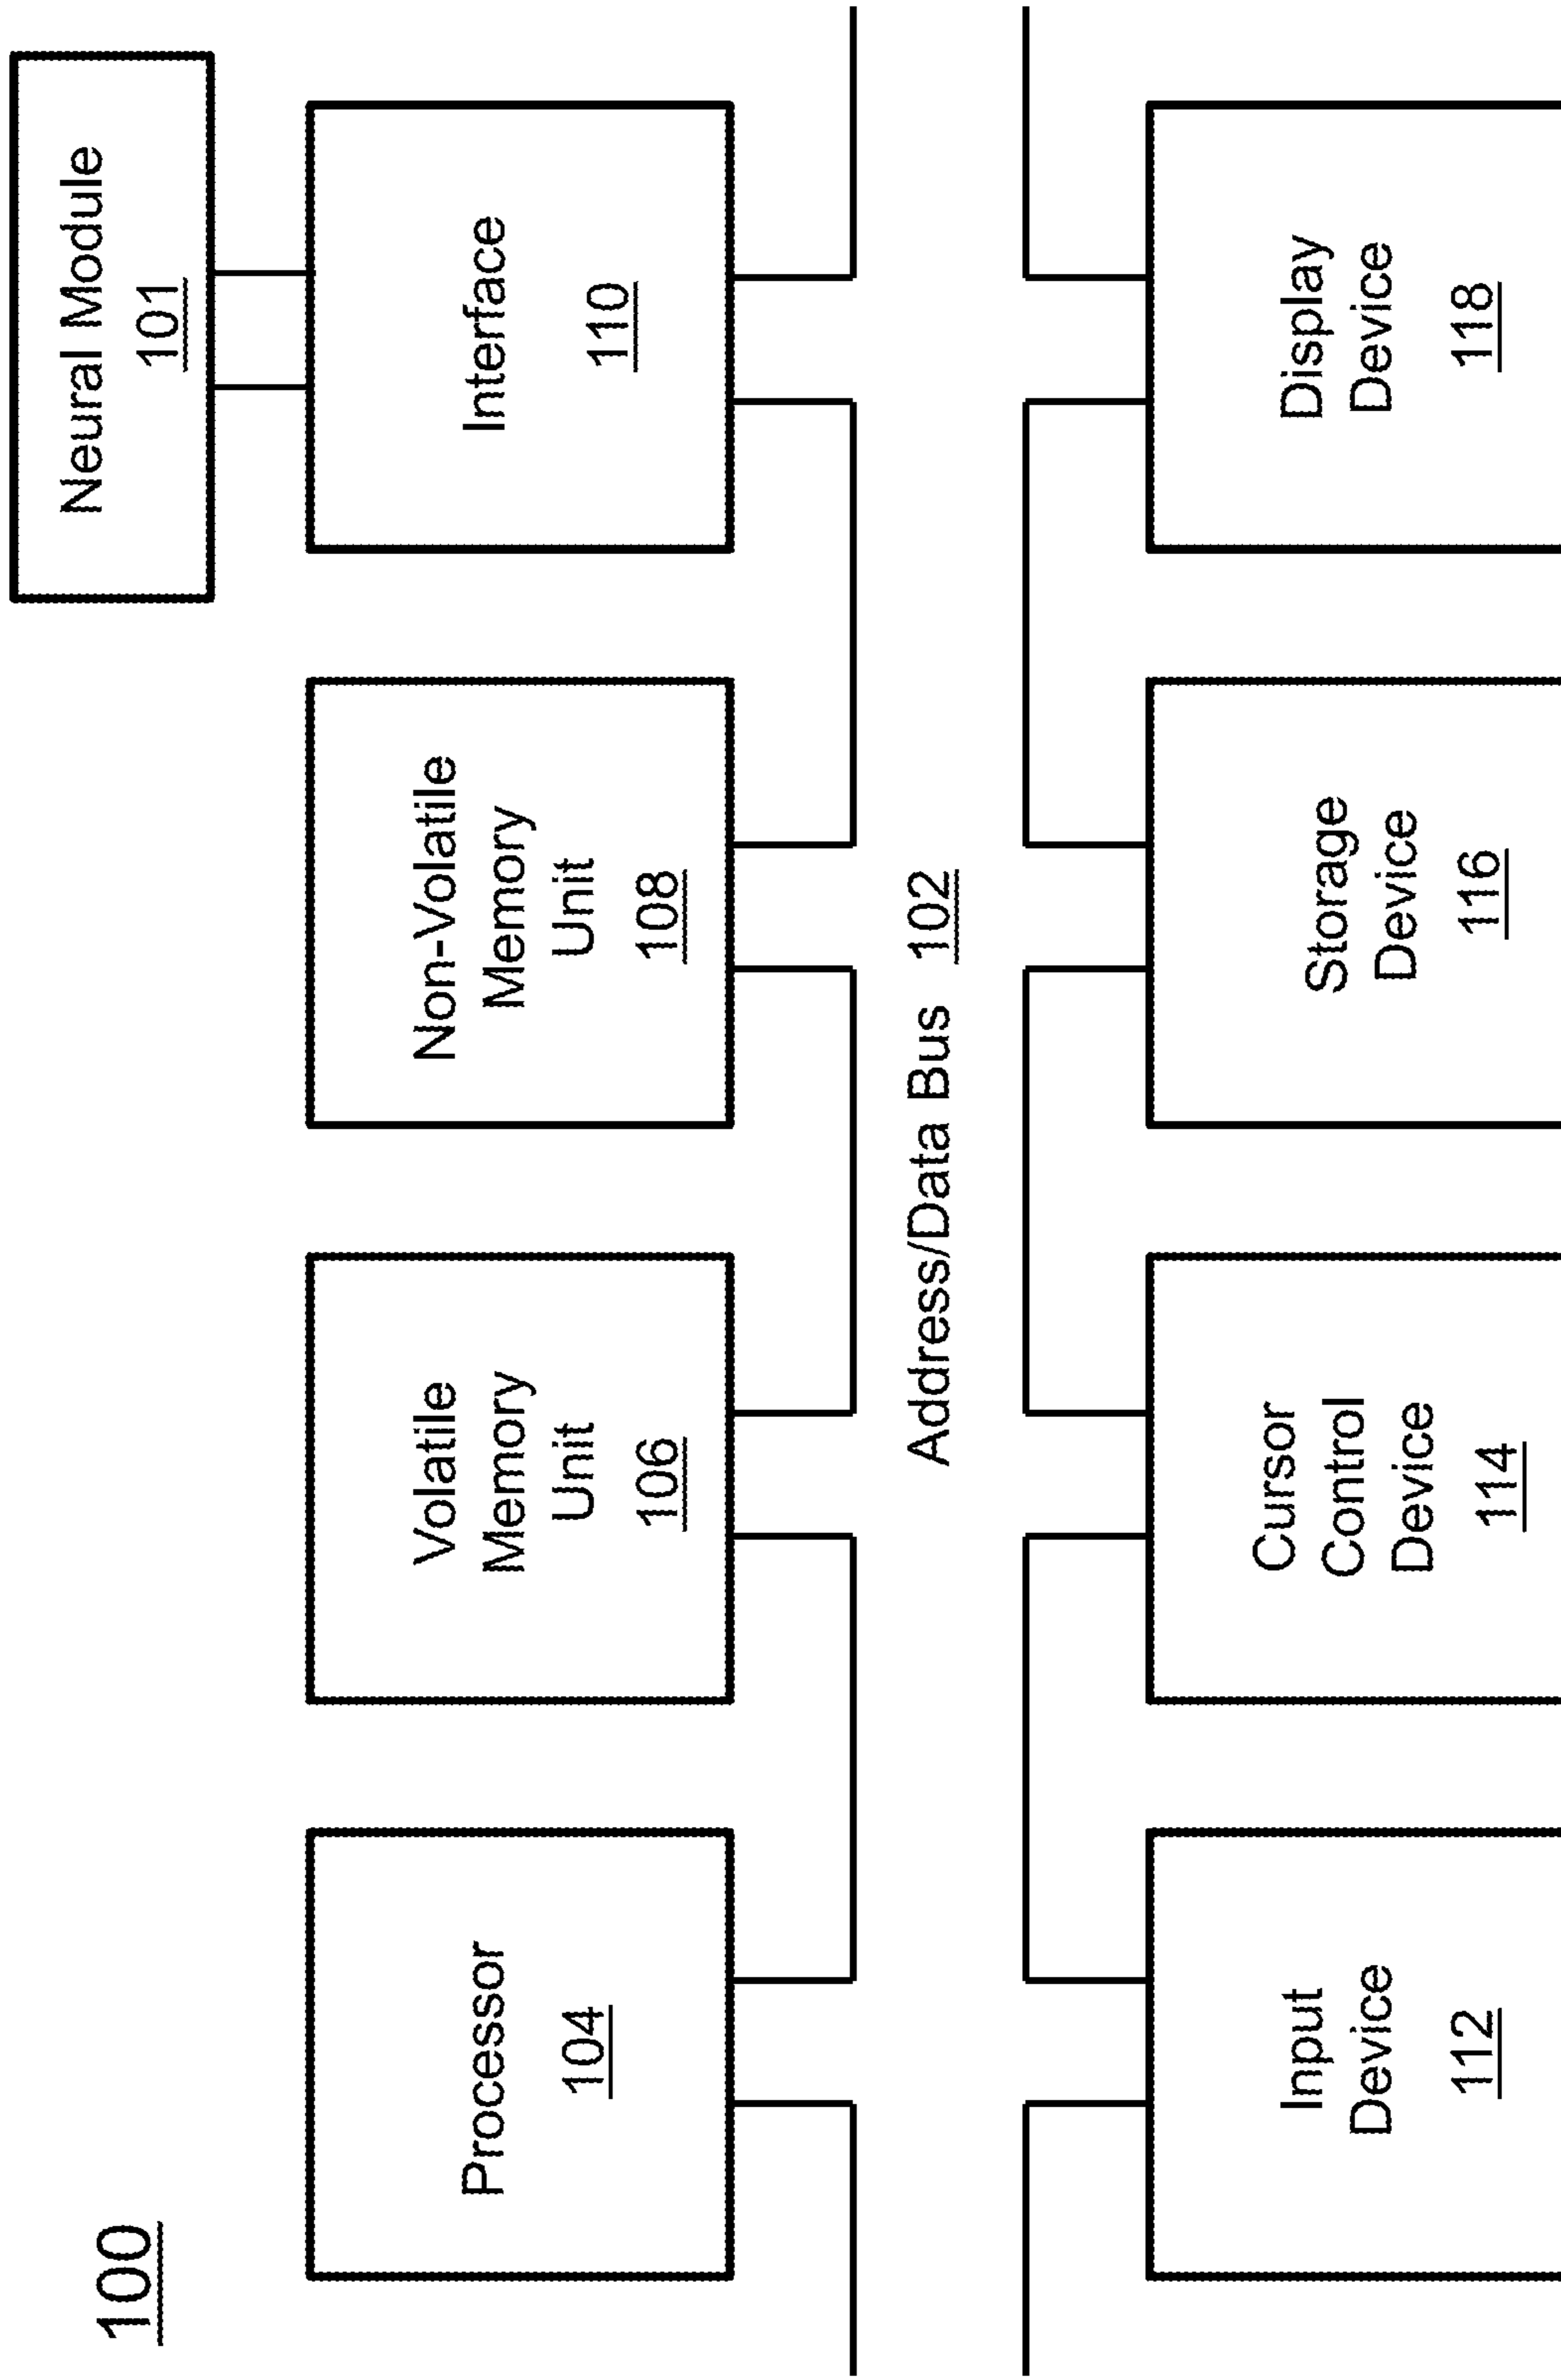 100
Neural Module
101
Processor
104
Volatile
Memory
Unit
106
Non-Volatile
Memory
Unit
108
Interface
110
Address/Data Bus 102
Input
Device
112
Cursor
Control
Device
114
Storage
Device
116
Display
Device
118